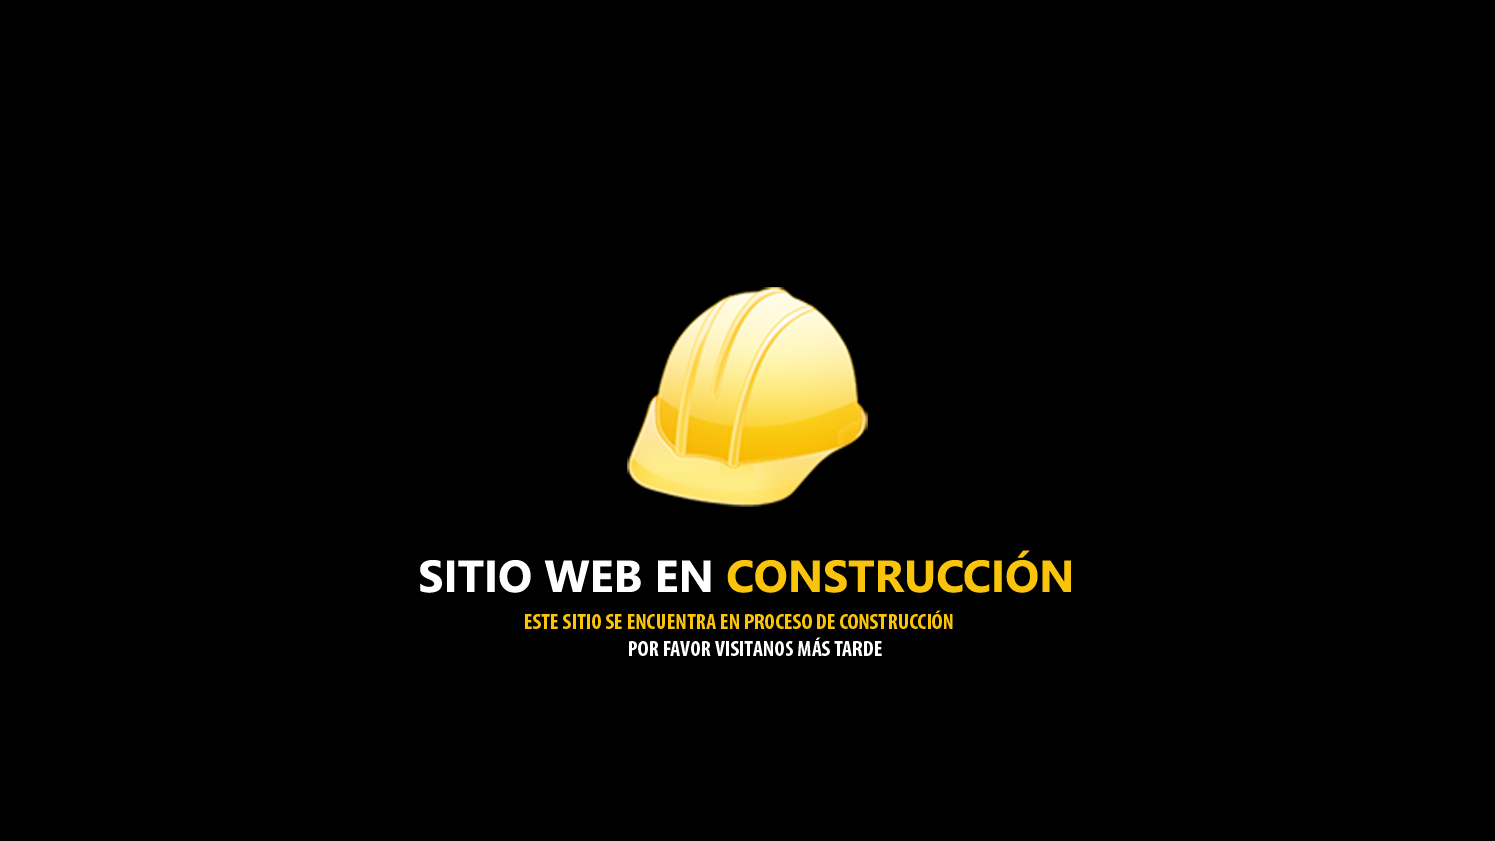 SITIO WEB EN CONSTRUCCIÓN
ESTE SITIO SE ENCUENTRA EN PROCESO DE CONSTRUCCIÓN
POR FAVOR VISITANOS MÁS TARDE